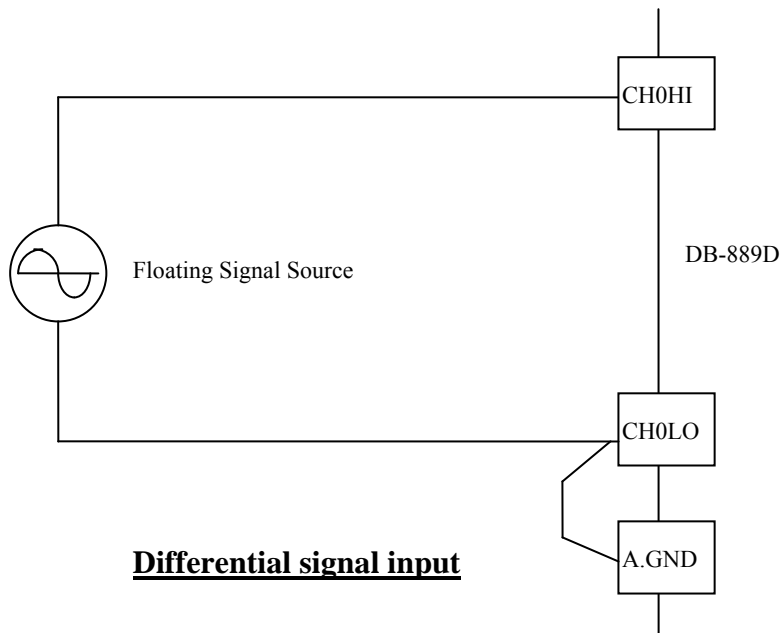 CH0HI
DB-889D
Floating Signal Source
CH0LO
A.GND
Differential signal input